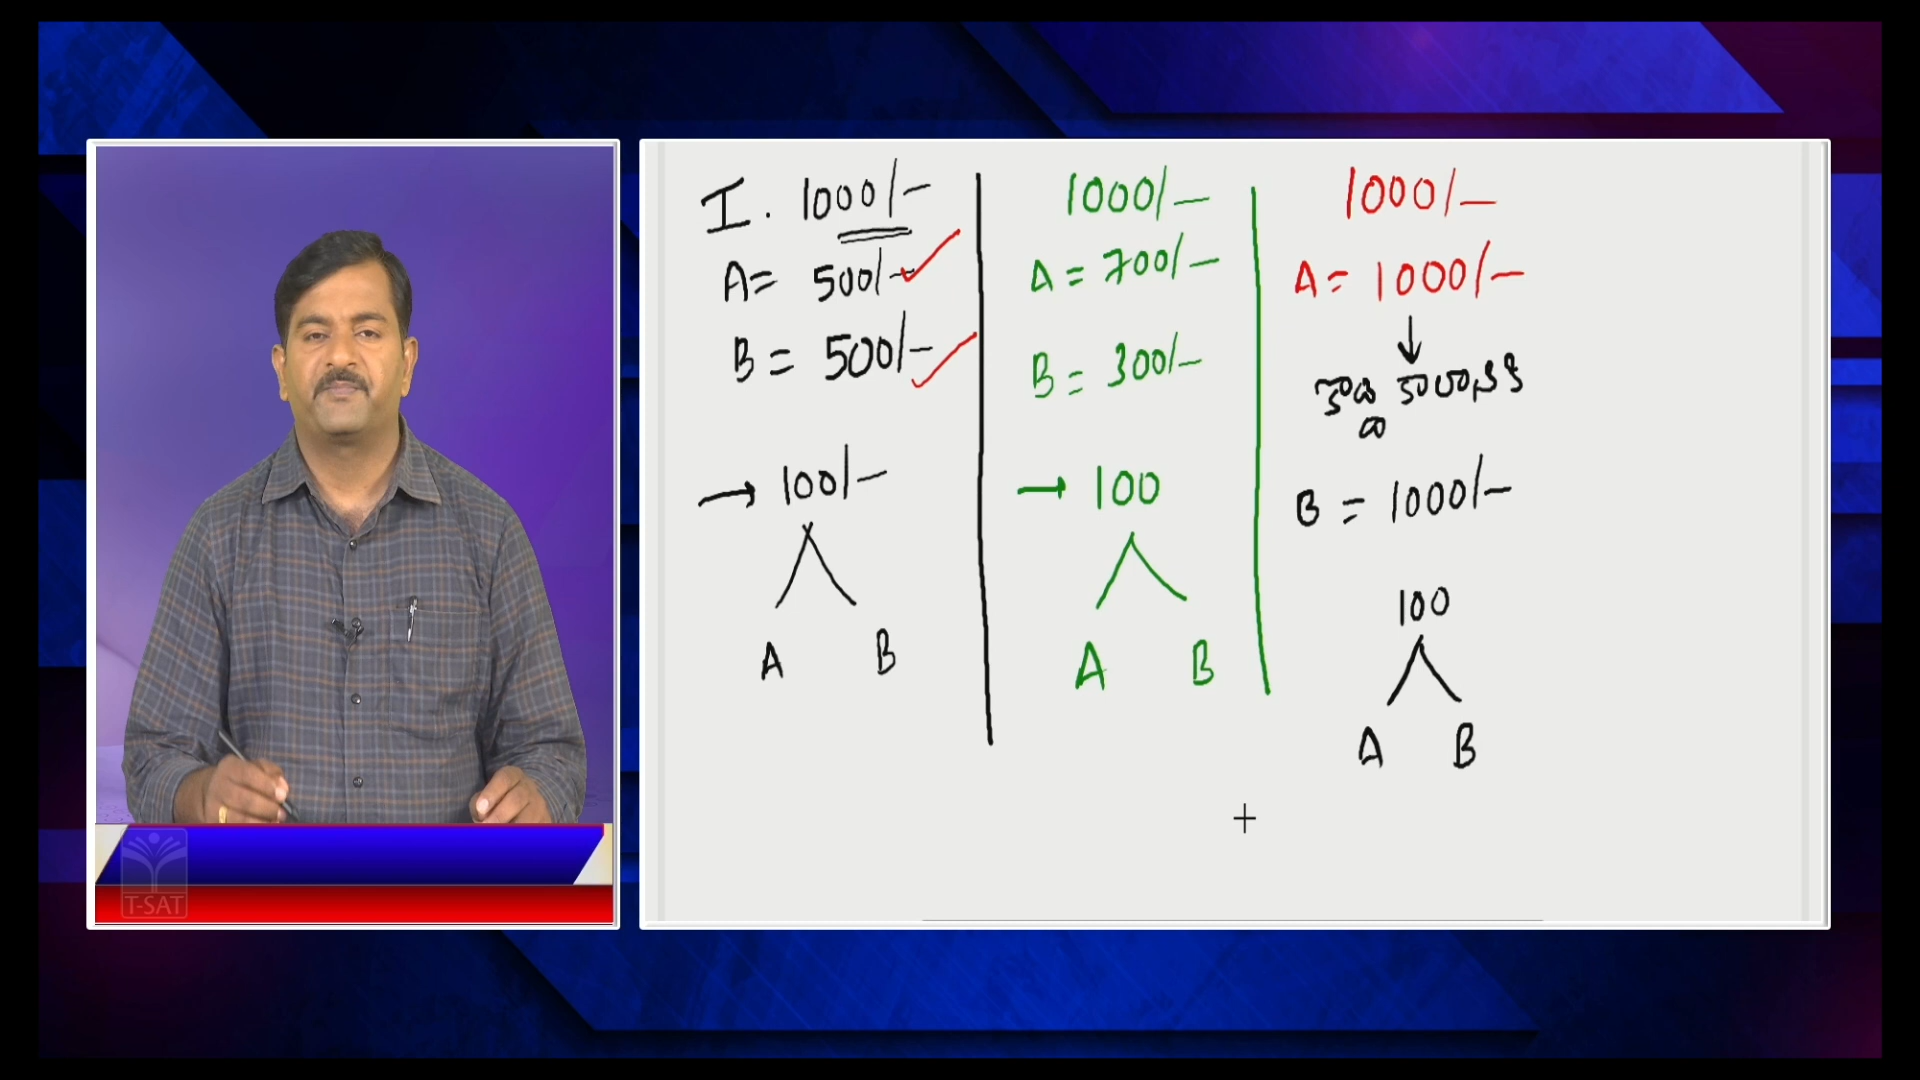 I. 1000/-
A = 500/-
B = 500/-
→ 100/-
A B
1000/-
A = 700/-
B = 300/-
→ 100
A B
1000/-
A = 1000/-
B = 1000/-
100
A B
T-SAT